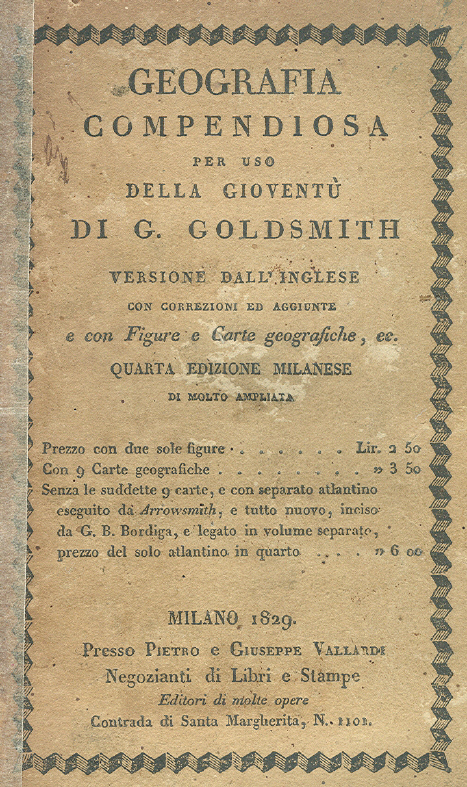 GEOGRAFIA
COMPENDIOSA
PER USO
DELLA GIOVENTÙ
DI G. GOLDSMITH
VERSIONE DALL'INGLESE
CON CORREZIONI ED AGGIUNTE
e con Figure e Carte geografiche, ec.
QUARTA EDIZIONE MILANESE
DI MOLTO AMPLIATA
Prezzo con due sole figure . . . . . . . Lir. 2 50
Con 9 Carte geografiche . . . . . . . . » 3 50
Senza le suddette 9 carte, e con separato atlantino
eseguito da Arrowsmith, e tutto nuovo, inciso
da G. B. Bordiga, e legato in volume separato,
prezzo del solo atlantino in quarto . . . . » 6 00
MILANO 1829.
Presso PIETRO e GIUSEPPE VALLARDI
Negozianti di Libri e Stampe
Editori di molte opere
Contrada di Santa Margherita, N. 1101.